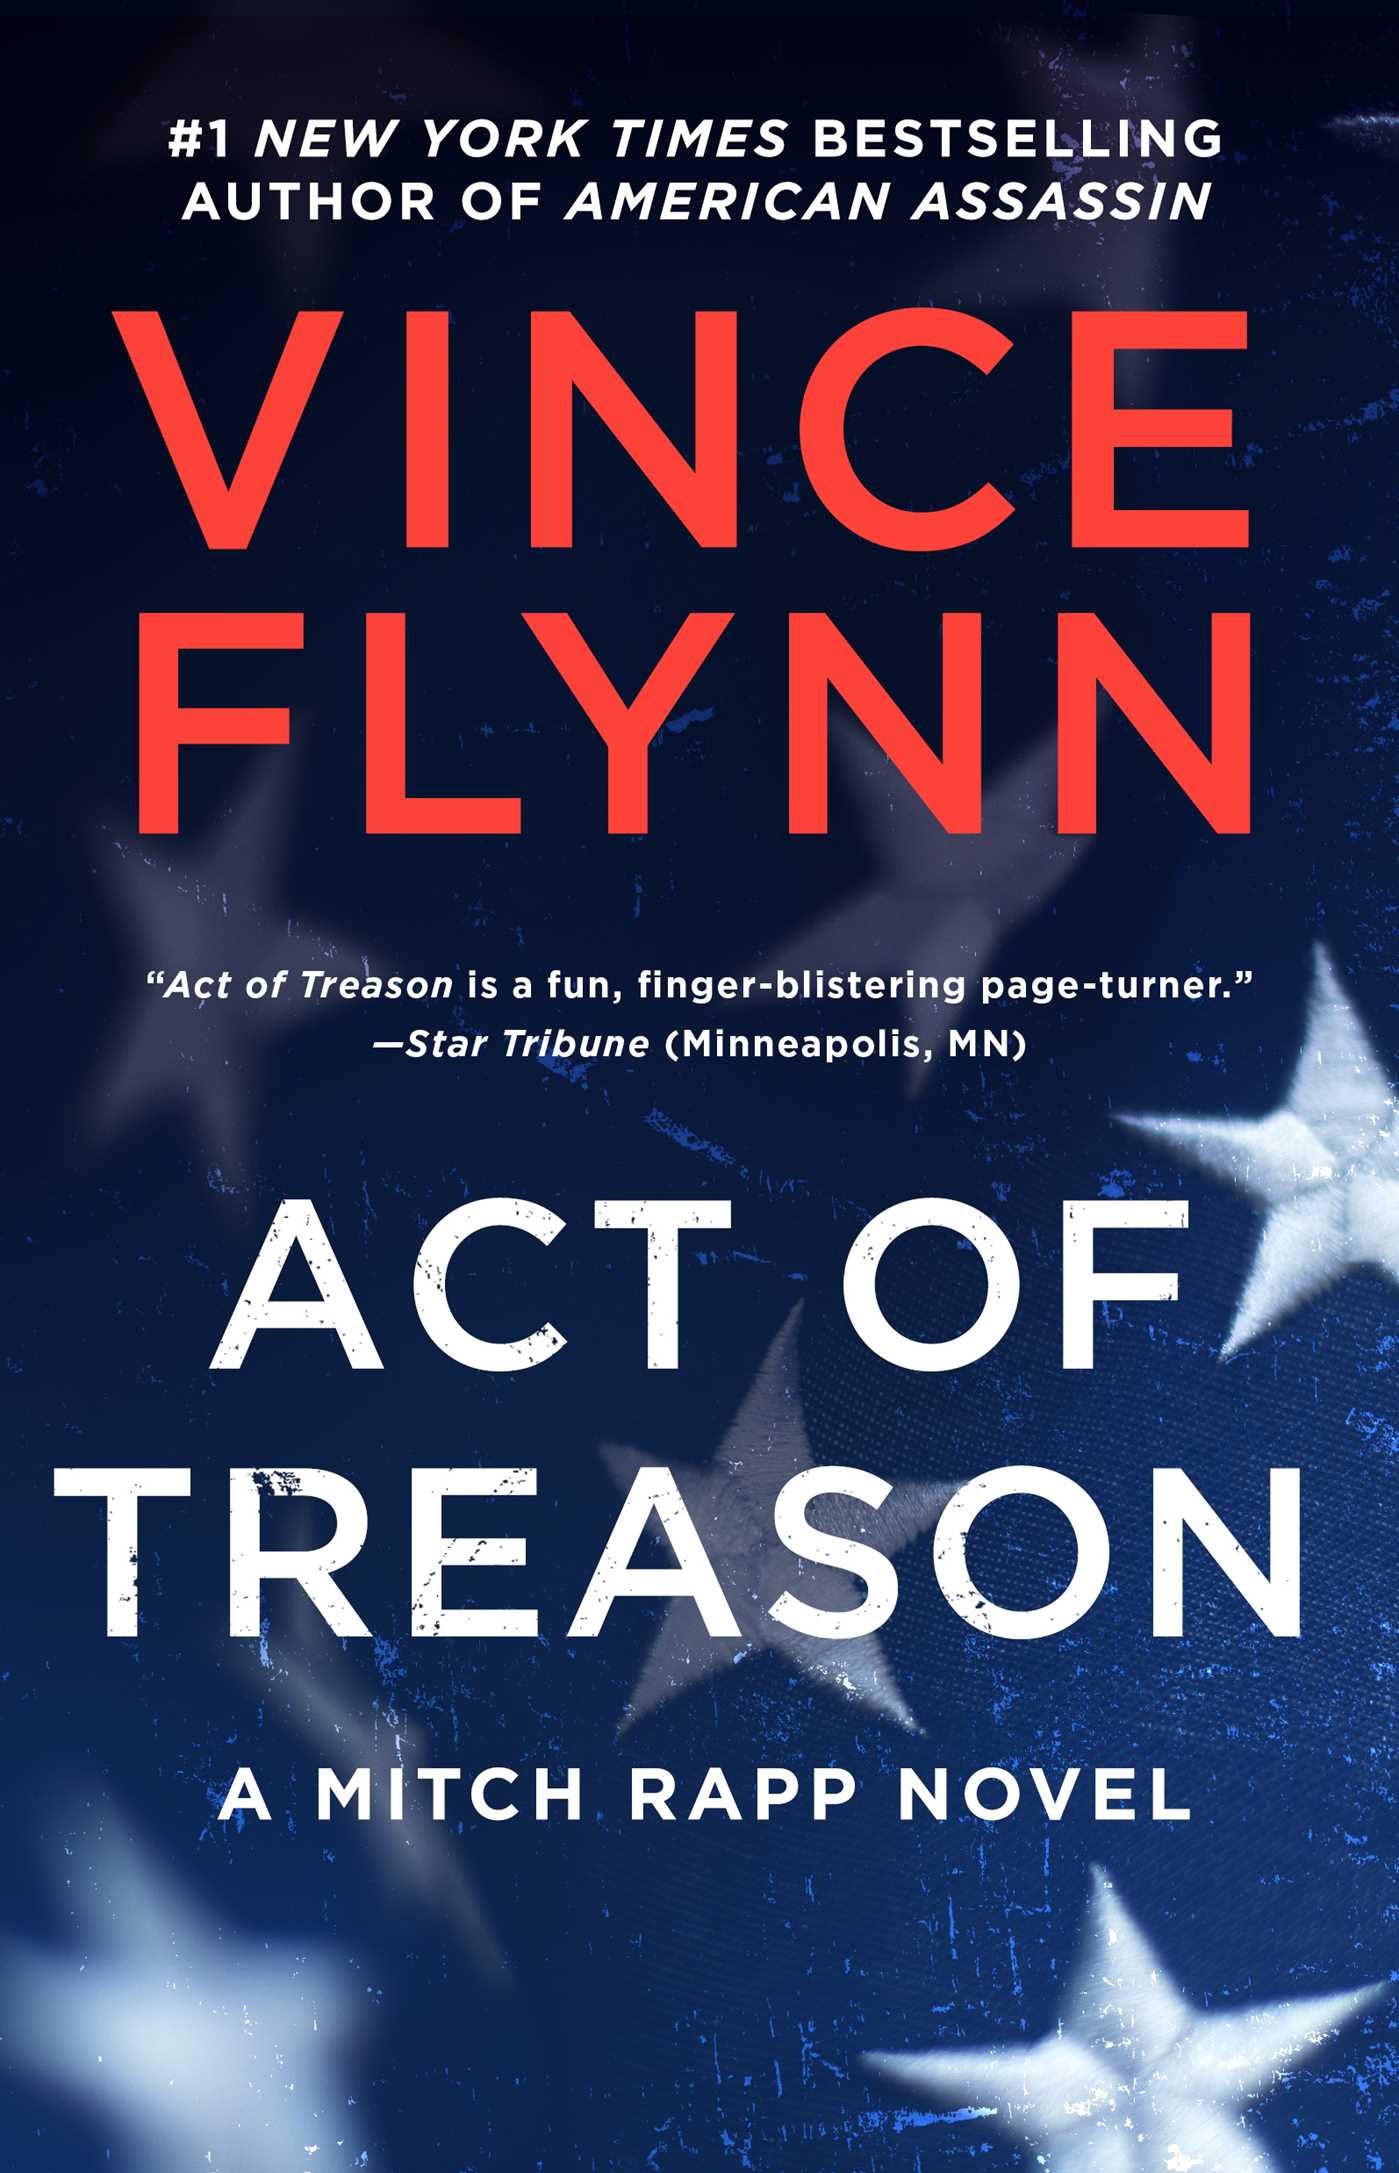 #1 NEW YORK TIMES BESTSELLING
AUTHOR OF AMERICAN ASSASSIN
VINCE
FLYNN
“Act of Treason is a fun, finger-blistering page-turner.”
—Star Tribune (Minneapolis, MN)
ACT OF
TREASON
A MITCH RAPP NOVEL